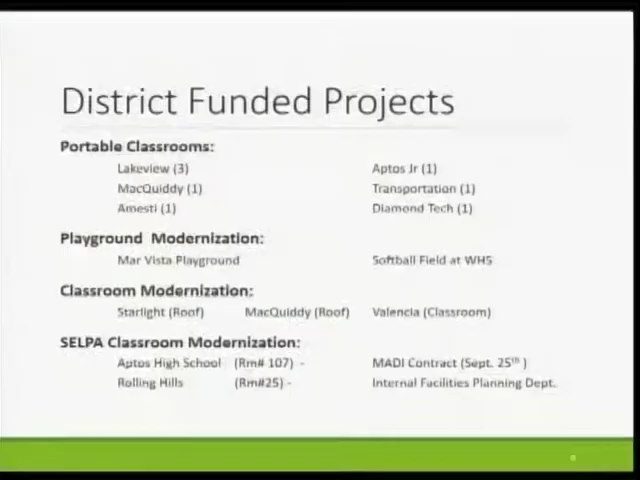 District Funded Projects
Portable Classrooms:
Lakeview (3) Aptos Jr (1)
MacQuiddy (1) Transportation (1)
Amesti (1) Diamond Tech (1)
Playground Modernization:
Mar Vista Playground Softball Field at WHS
Classroom Modernization:
Starlight (Roof) MacQuiddy (Roof) Valencia (Classroom)
SELPA Classroom Modernization:
Aptos High School (Rm# 107) - MADI Contract (Sept. 25th )
Rolling Hills (Rm#25) - Internal Facilities Planning Dept.